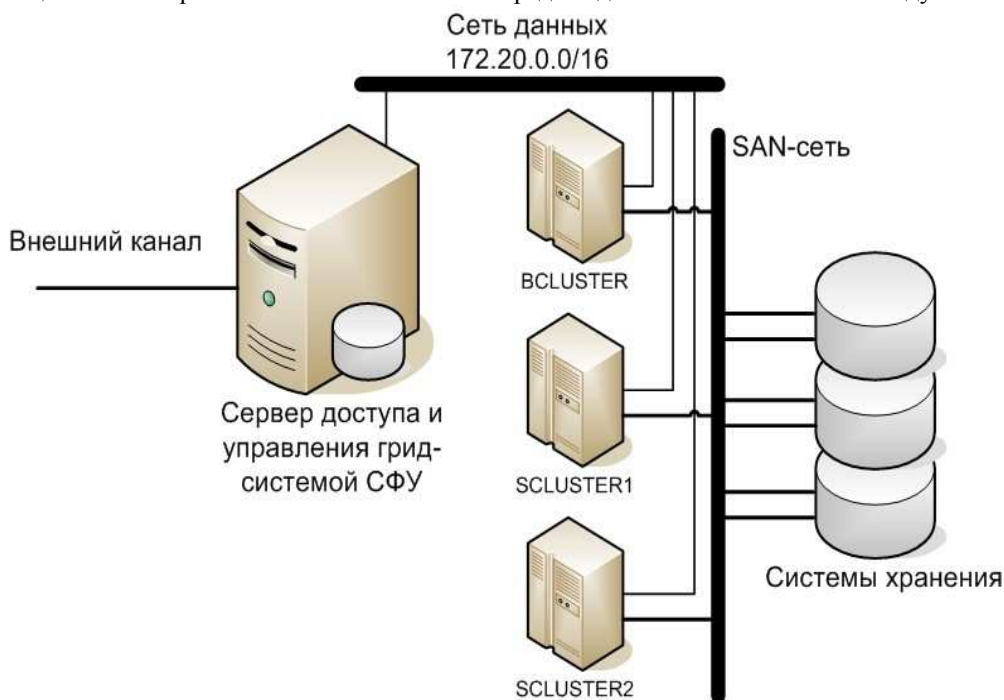 Сеть данных
172.20.0.0/16
SAN-сеть
Внешний канал
BCLUSTER
Сервер доступа и
управления грид-
системой СФУ
SCLUSTER1
Системы хранения
SCLUSTER2